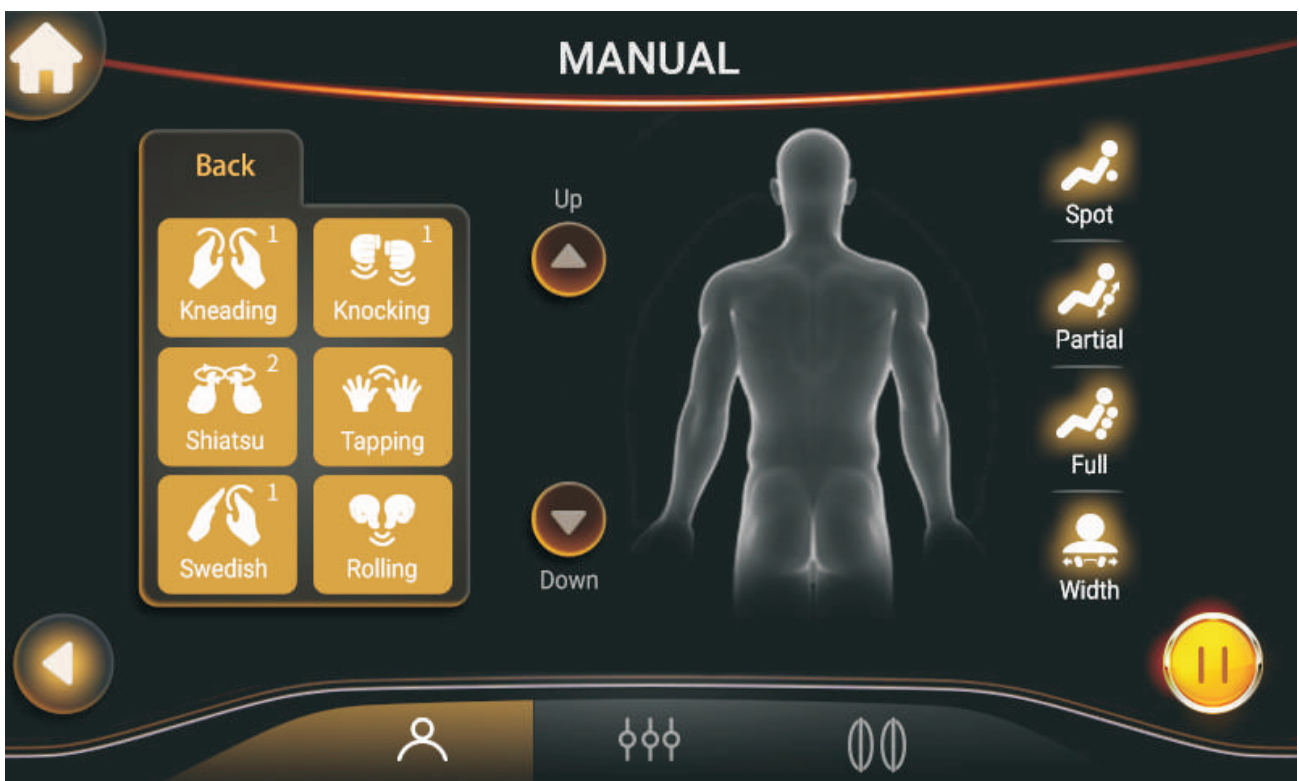 MANUAL
Back
1
Kneading
1
Knocking
2
Shiatsu
Tapping
1
Swedish
Rolling
Up
Down
Spot
Partial
Full
Width